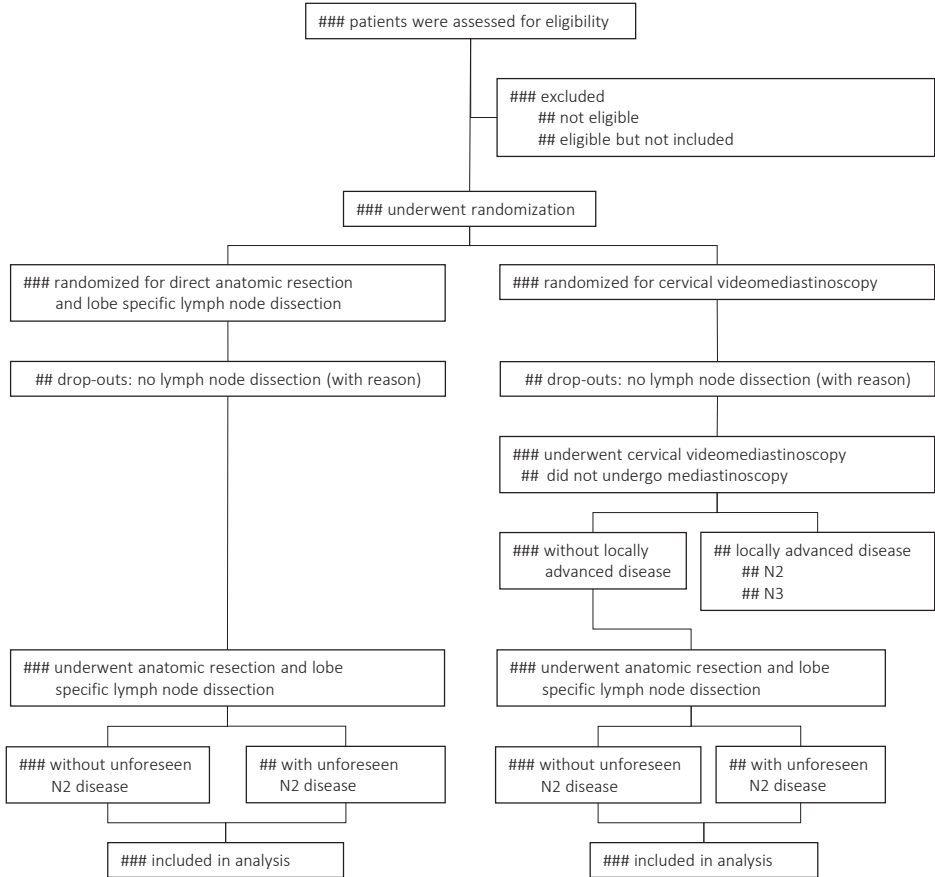 ### patients were assessed for eligibility
### excluded
## not eligible
## eligible but not included
### underwent randomization
### randomized for direct anatomic resection
and lobe specific lymph node dissection
### randomized for cervical videomediastinoscopy
## drop-outs: no lymph node dissection (with reason)
## drop-outs: no lymph node dissection (with reason)
### underwent cervical videomediastinoscopy
## did not undergo mediastinoscopy
### without locally
advanced disease
## locally advanced disease
## N2
## N3
### underwent anatomic resection and lobe
specific lymph node dissection
### underwent anatomic resection and lobe
specific lymph node dissection
### without unforeseen
N2 disease
## with unforeseen
N2 disease
### without unforeseen
N2 disease
## with unforeseen
N2 disease
### included in analysis
### included in analysis